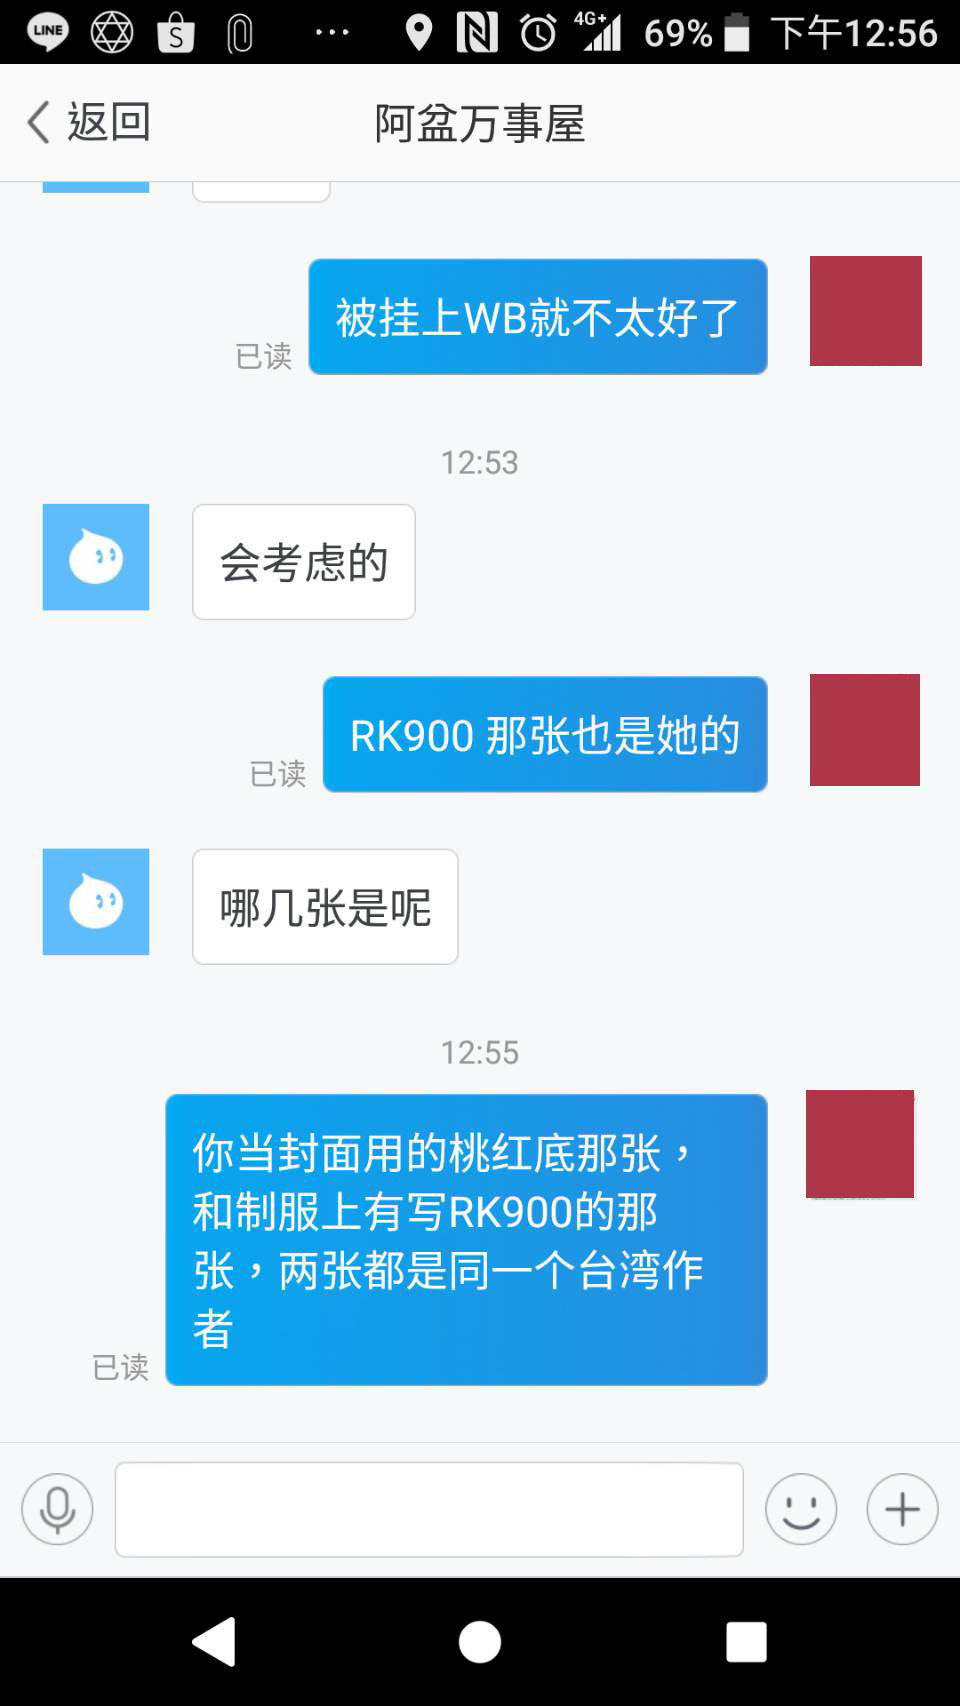 LINE
S
4G+
69%
下午12:56
返回
阿盆万事屋
被挂上WB就不太好了
已读
12:53
会考虑的
RK900 那张也是她的
已读
哪几张是呢
12:55
你当封面用的桃红底那张，
和制服上有写RK900的那
张，两张都是同一个台湾作
者
已读